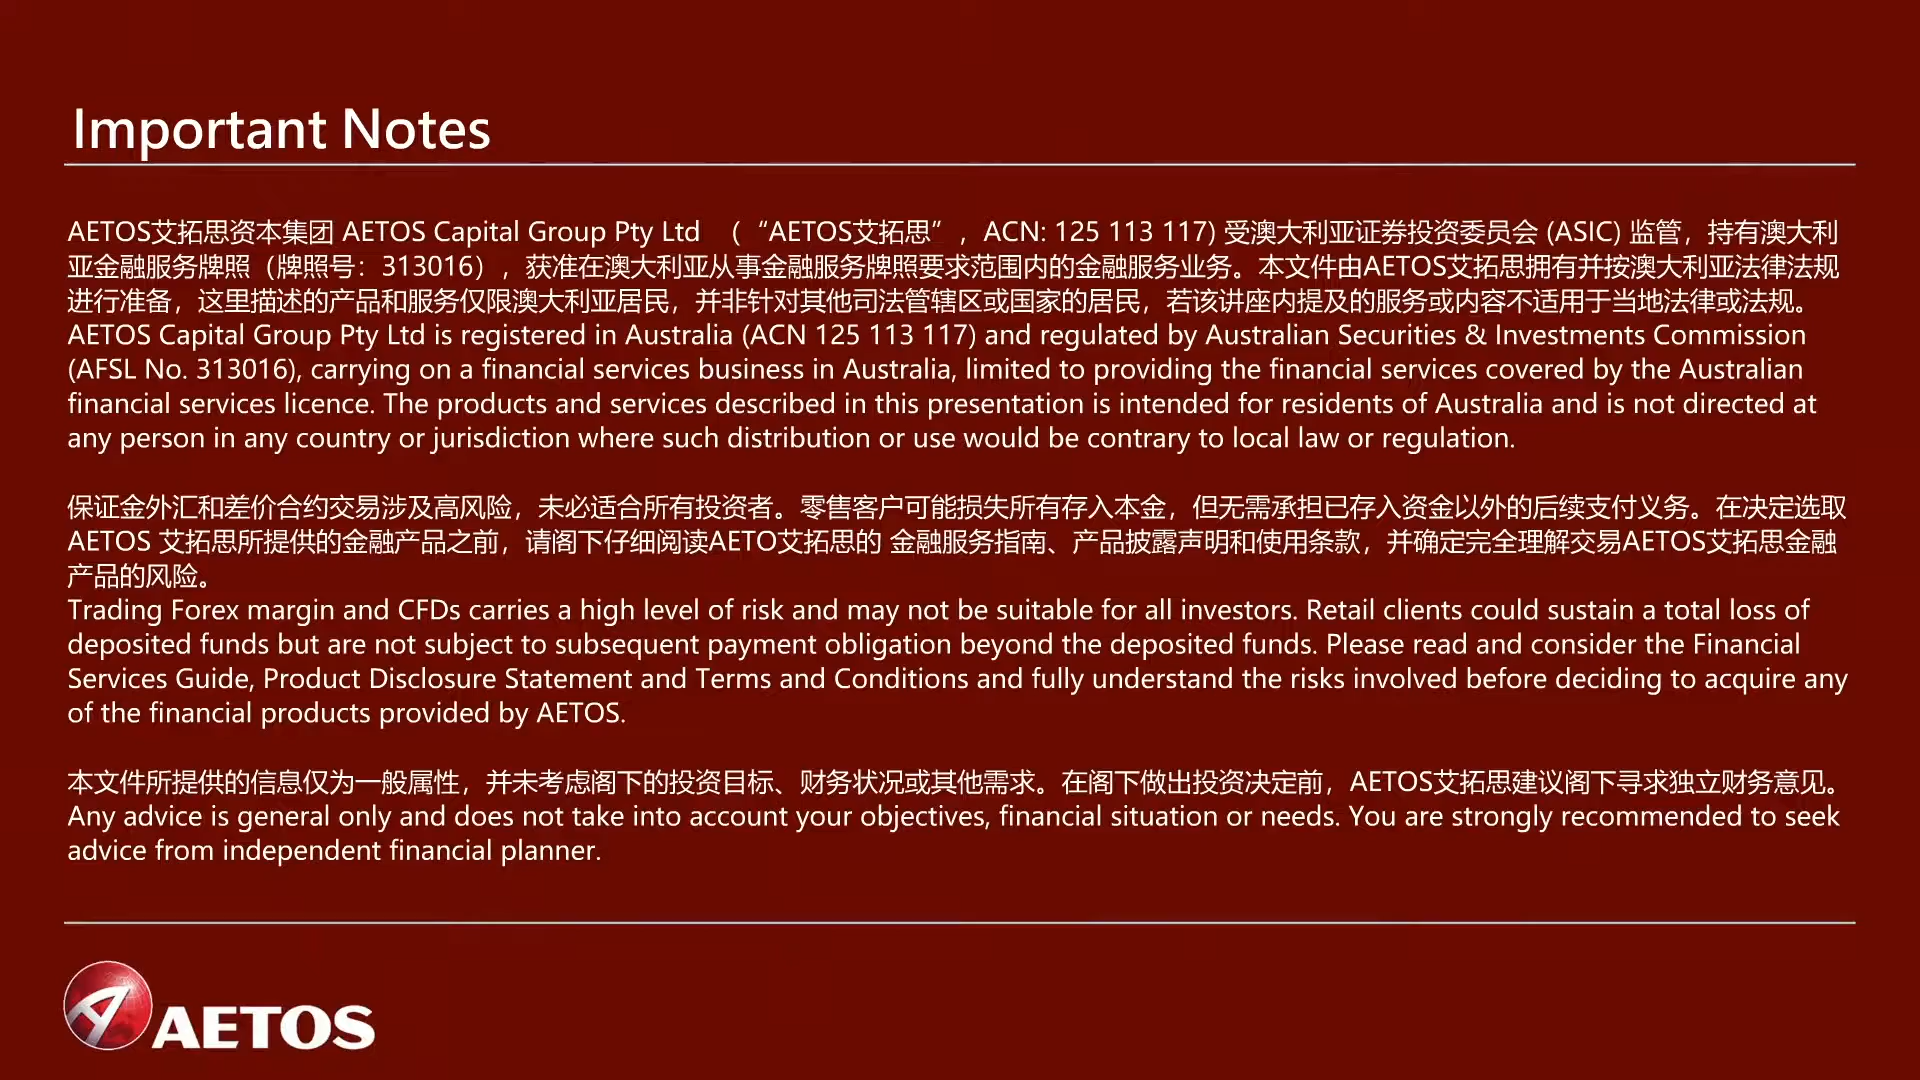 Important Notes
AETOS艾拓思资本集团 AETOS Capital Group Pty Ltd （“AETOS艾拓思”，ACN: 125 113 117) 受澳大利亚证券投资委员会 (ASIC) 监管，持有澳大利
亚金融服务牌照（牌照号：313016），获准在澳大利亚从事金融服务牌照要求范围内的金融服务业务。本文件由AETOS艾拓思拥有并按澳大利亚法律法规
进行准备，这里描述的产品和服务仅限澳大利亚居民，并非针对其他司法管辖区或国家的居民，若该讲座内提及的服务或内容不适用于当地法律或法规。
AETOS Capital Group Pty Ltd is registered in Australia (ACN 125 113 117) and regulated by Australian Securities & Investments Commission
(AFSL No. 313016), carrying on a financial services business in Australia, limited to providing the financial services covered by the Australian
financial services licence. The products and services described in this presentation is intended for residents of Australia and is not directed at
any person in any country or jurisdiction where such distribution or use would be contrary to local law or regulation.
保证金外汇和差价合约交易涉及高风险，未必适合所有投资者。零售客户可能损失所有存入本金，但无需承担已存入资金以外的后续支付义务。在决定选取
AETOS 艾拓思所提供的金融产品之前，请阁下仔细阅读AETO艾拓思的 金融服务指南、产品披露声明和使用条款，并确定完全理解交易AETOS艾拓思金融
产品的风险。
Trading Forex margin and CFDs carries a high level of risk and may not be suitable for all investors. Retail clients could sustain a total loss of
deposited funds but are not subject to subsequent payment obligation beyond the deposited funds. Please read and consider the Financial
Services Guide, Product Disclosure Statement and Terms and Conditions and fully understand the risks involved before deciding to acquire any
of the financial products provided by AETOS.
本文件所提供的信息仅为一般属性，并未考虑阁下的投资目标、财务状况或其他需求。在阁下做出投资决定前，AETOS艾拓思建议阁下寻求独立财务意见。
Any advice is general only and does not take into account your objectives, financial situation or needs. You are strongly recommended to seek
advice from independent financial planner.
AETOS